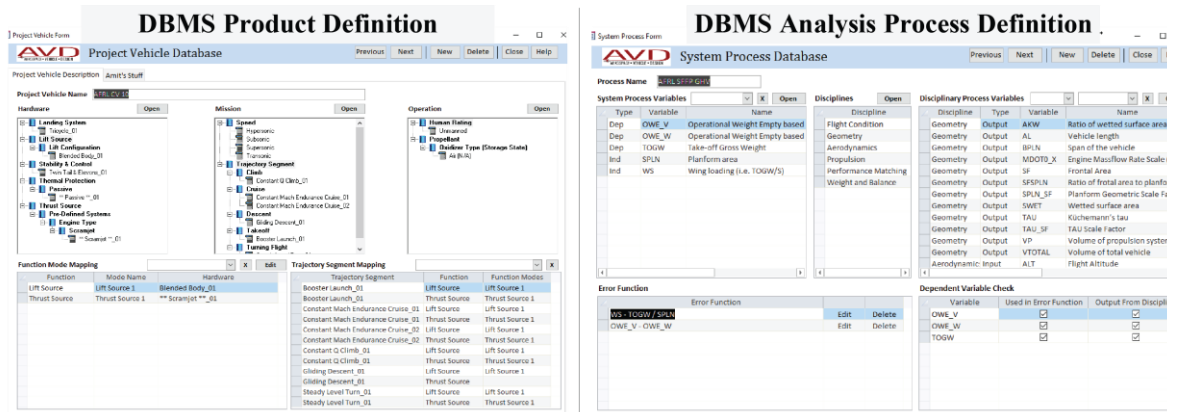 DBMS Product Definition
Project Vehicle Form
AVD Project Vehicle Database
Previous Next New Delete Close Help
Project Vehicle Description Amit's Stuff
Project Vehicle Name AFRL CV 10
Hardware Open
Landing System
Tricycle_01
Lift Source
Lift Configuration
Blended Body_01
Stability & Control
Twin Tail & Elevons_01
Thermal Protection
Passive
** Passive **_01
Thrust Source
Pre-Defined Systems
Engine Type
Scramjet
** Scramjet **_01
Mission Open
Speed
Hypersonic
Subsonic
Supersonic
Transonic
Trajectory Segment
Climb
Constant Q Climb_01
Cruise
Constant Mach Endurance Cruise_01
Constant Mach Endurance Cruise_02
Descent
Gliding Descent_01
Takeoff
Booster Launch_01
Turning Flight
Operation Open
Human Rating
Unmanned
Propellant
Oxidizer Type (Storage State)
Air (N/A)
Function Mode Mapping X Edit
Function Mode Name Hardware
Lift Source Lift Source 1 Blended Body_01
Thrust Source Thrust Source 1 ** Scramjet **_01
Trajectory Segment Mapping X
Trajectory Segment Function Function Modes
Booster Launch_01 Lift Source Lift Source 1
Booster Launch_01 Thrust Source Thrust Source 1
Constant Mach Endurance Cruise_01 Lift Source Lift Source 1
Constant Mach Endurance Cruise_01 Thrust Source Thrust Source 1
Constant Mach Endurance Cruise_02 Lift Source Lift Source 1
Constant Mach Endurance Cruise_02 Thrust Source Thrust Source 1
Constant Q Climb_01 Lift Source Lift Source 1
Constant Q Climb_01 Thrust Source Thrust Source 1
Gliding Descent_01 Lift Source Lift Source 1
Gliding Descent_01 Thrust Source
Steady Level Turn_01 Lift Source Lift Source 1
Steady Level Turn_01 Thrust Source Thrust Source 1
DBMS Analysis Process Definition
System Process Form
AVD System Process Database
Previous Next New Delete Close
Process Name AFRL SFFP GHV
System Process Variables X Open
Type Variable Name
Dep OWE_V Operational Weight Empty based
Dep OWE_W Operational Weight Empty based
Dep TOGW Take-off Gross Weight
Ind SPLN Planform area
Ind WS Wing loading (i.e. TOGW/S)
Disciplines Open
Discipline
Flight Condition
Geometry
Aerodynamics
Propulsion
Performance Matching
Weight and Balance
Disciplinary Process Variables X
Discipline Type Variable Name
Geometry Output AKW Ratio of wetted surface area
Geometry Output AL Vehicle length
Geometry Output BPLN Span of the vehicle
Geometry Output MDOT0_X Engine Massflow Rate Scale
Geometry Output SF Frontal Area
Geometry Output SFSPLN Ratio of frotal area to planfo
Geometry Output SPLN_SF Planform Geometric Scale Fa
Geometry Output SWET Wetted surface area
Geometry Output TAU Küchemann's tau
Geometry Output TAU_SF TAU Scale Factor
Geometry Output VP Volume of propulsion system
Geometry Output VTOTAL Volume of total vehicle
Aerodynamic: Input ALT Flight Altitude
Error Function
Error Function
WS - TOGW / SPLN Edit Delete
OWE_V - OWE_W Edit Delete
Dependent Variable Check
Variable Used in Error Function Output From Discipli
OWE_V
OWE_W
TOGW